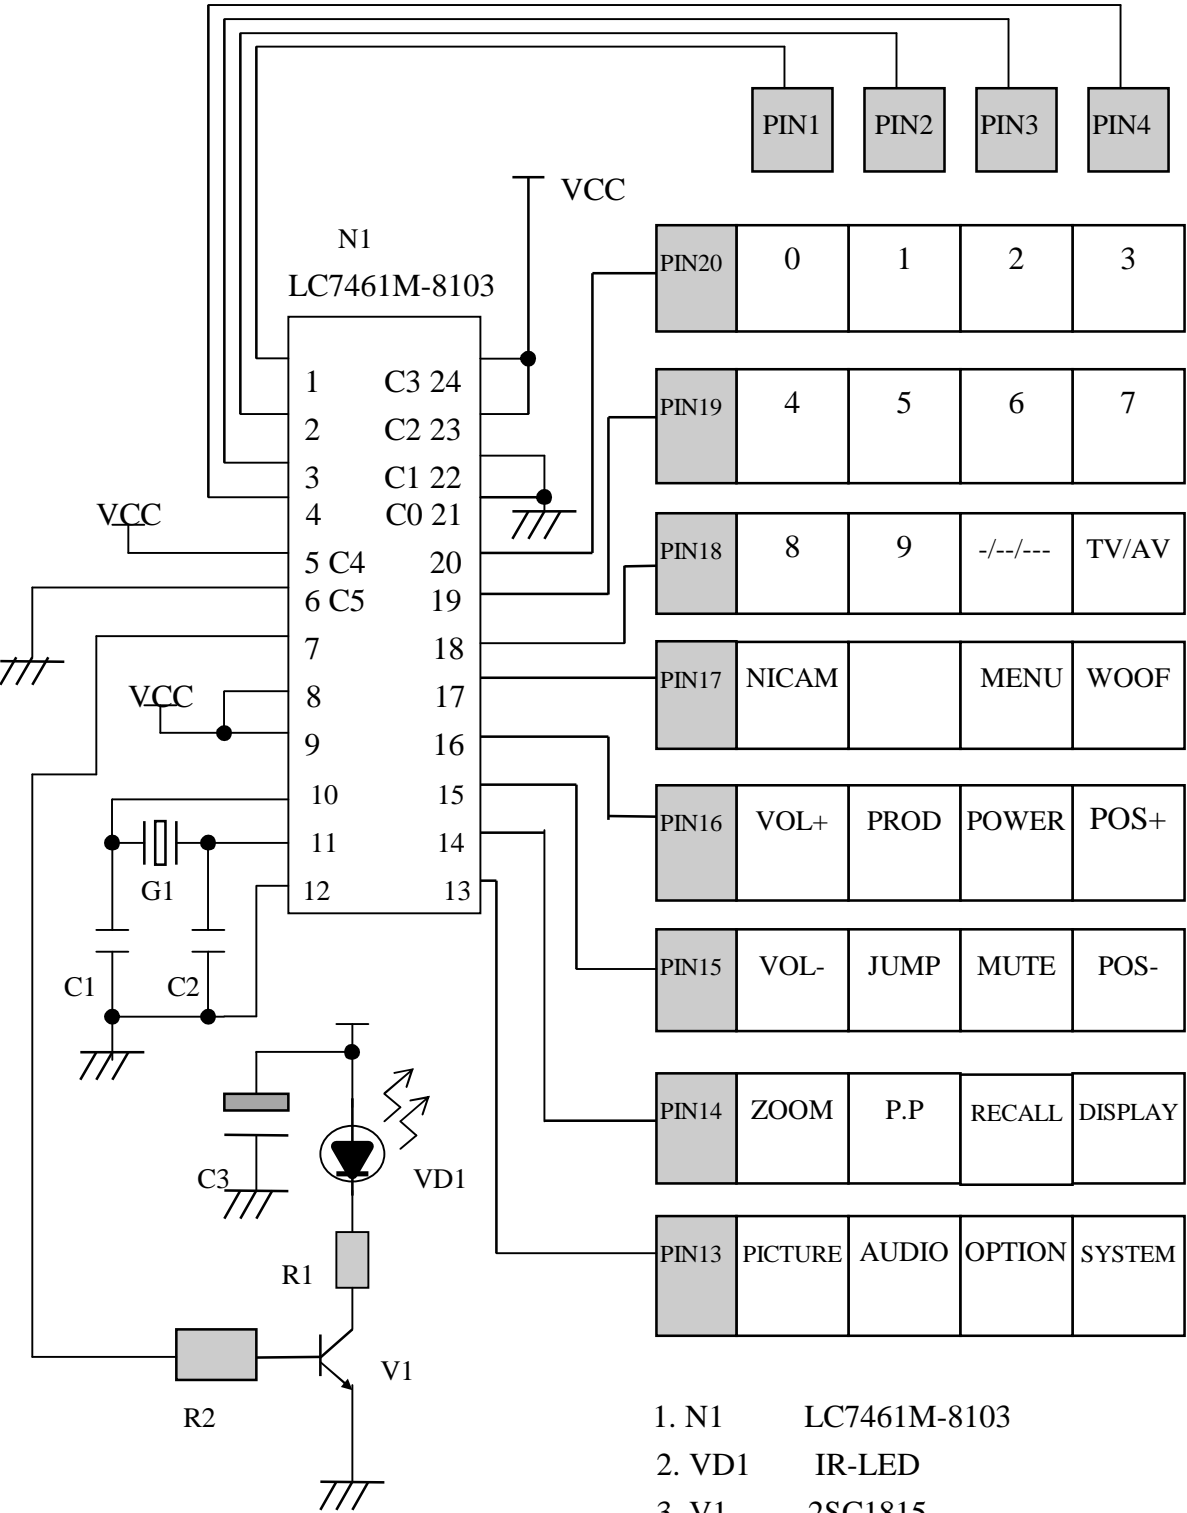 PIN1 PIN2 PIN3 PIN4
VCC
N1
LC7461M-8103
PIN20 0 1 2 3
1 C3 24
2 C2 23
3 C1 22
4 C0 21
PIN19 4 5 6 7
VCC
5 C4 20
6 C5 19
PIN18 8 9 -/--/--- TV/AV
7 18
VCC
8 17
9 16
PIN17 NICAM MENU WOOF
10 15
11 14
12 13
PIN16 VOL+ PROD POWER POS+
G1
C1 C2
PIN15 VOL- JUMP MUTE POS-
PIN14 ZOOM P.P RECALL DISPLAY
C3 VD1
PIN13 PICTURE AUDIO OPTION SYSTEM
R1
V1
R2
1. N1 LC7461M-8103
2. VD1 IR-LED
3. V1 2SC1815